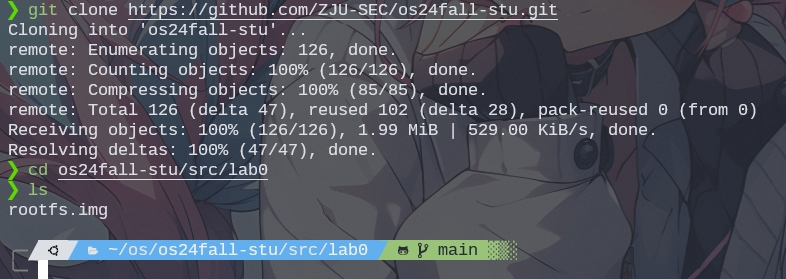 ❯ git clone https://github.com/ZJU-SEC/os24fall-stu.git
Cloning into 'os24fall-stu'...
remote: Enumerating objects: 126, done.
remote: Counting objects: 100% (126/126), done.
remote: Compressing objects: 100% (85/85), done.
remote: Total 126 (delta 47), reused 102 (delta 28), pack-reused 0 (from 0)
Receiving objects: 100% (126/126), 1.99 MiB | 529.00 KiB/s, done.
Resolving deltas: 100% (47/47), done.
❯ cd os24fall-stu/src/lab0
❯ ls
rootfs.img
~/os/os24fall-stu/src/lab0 main